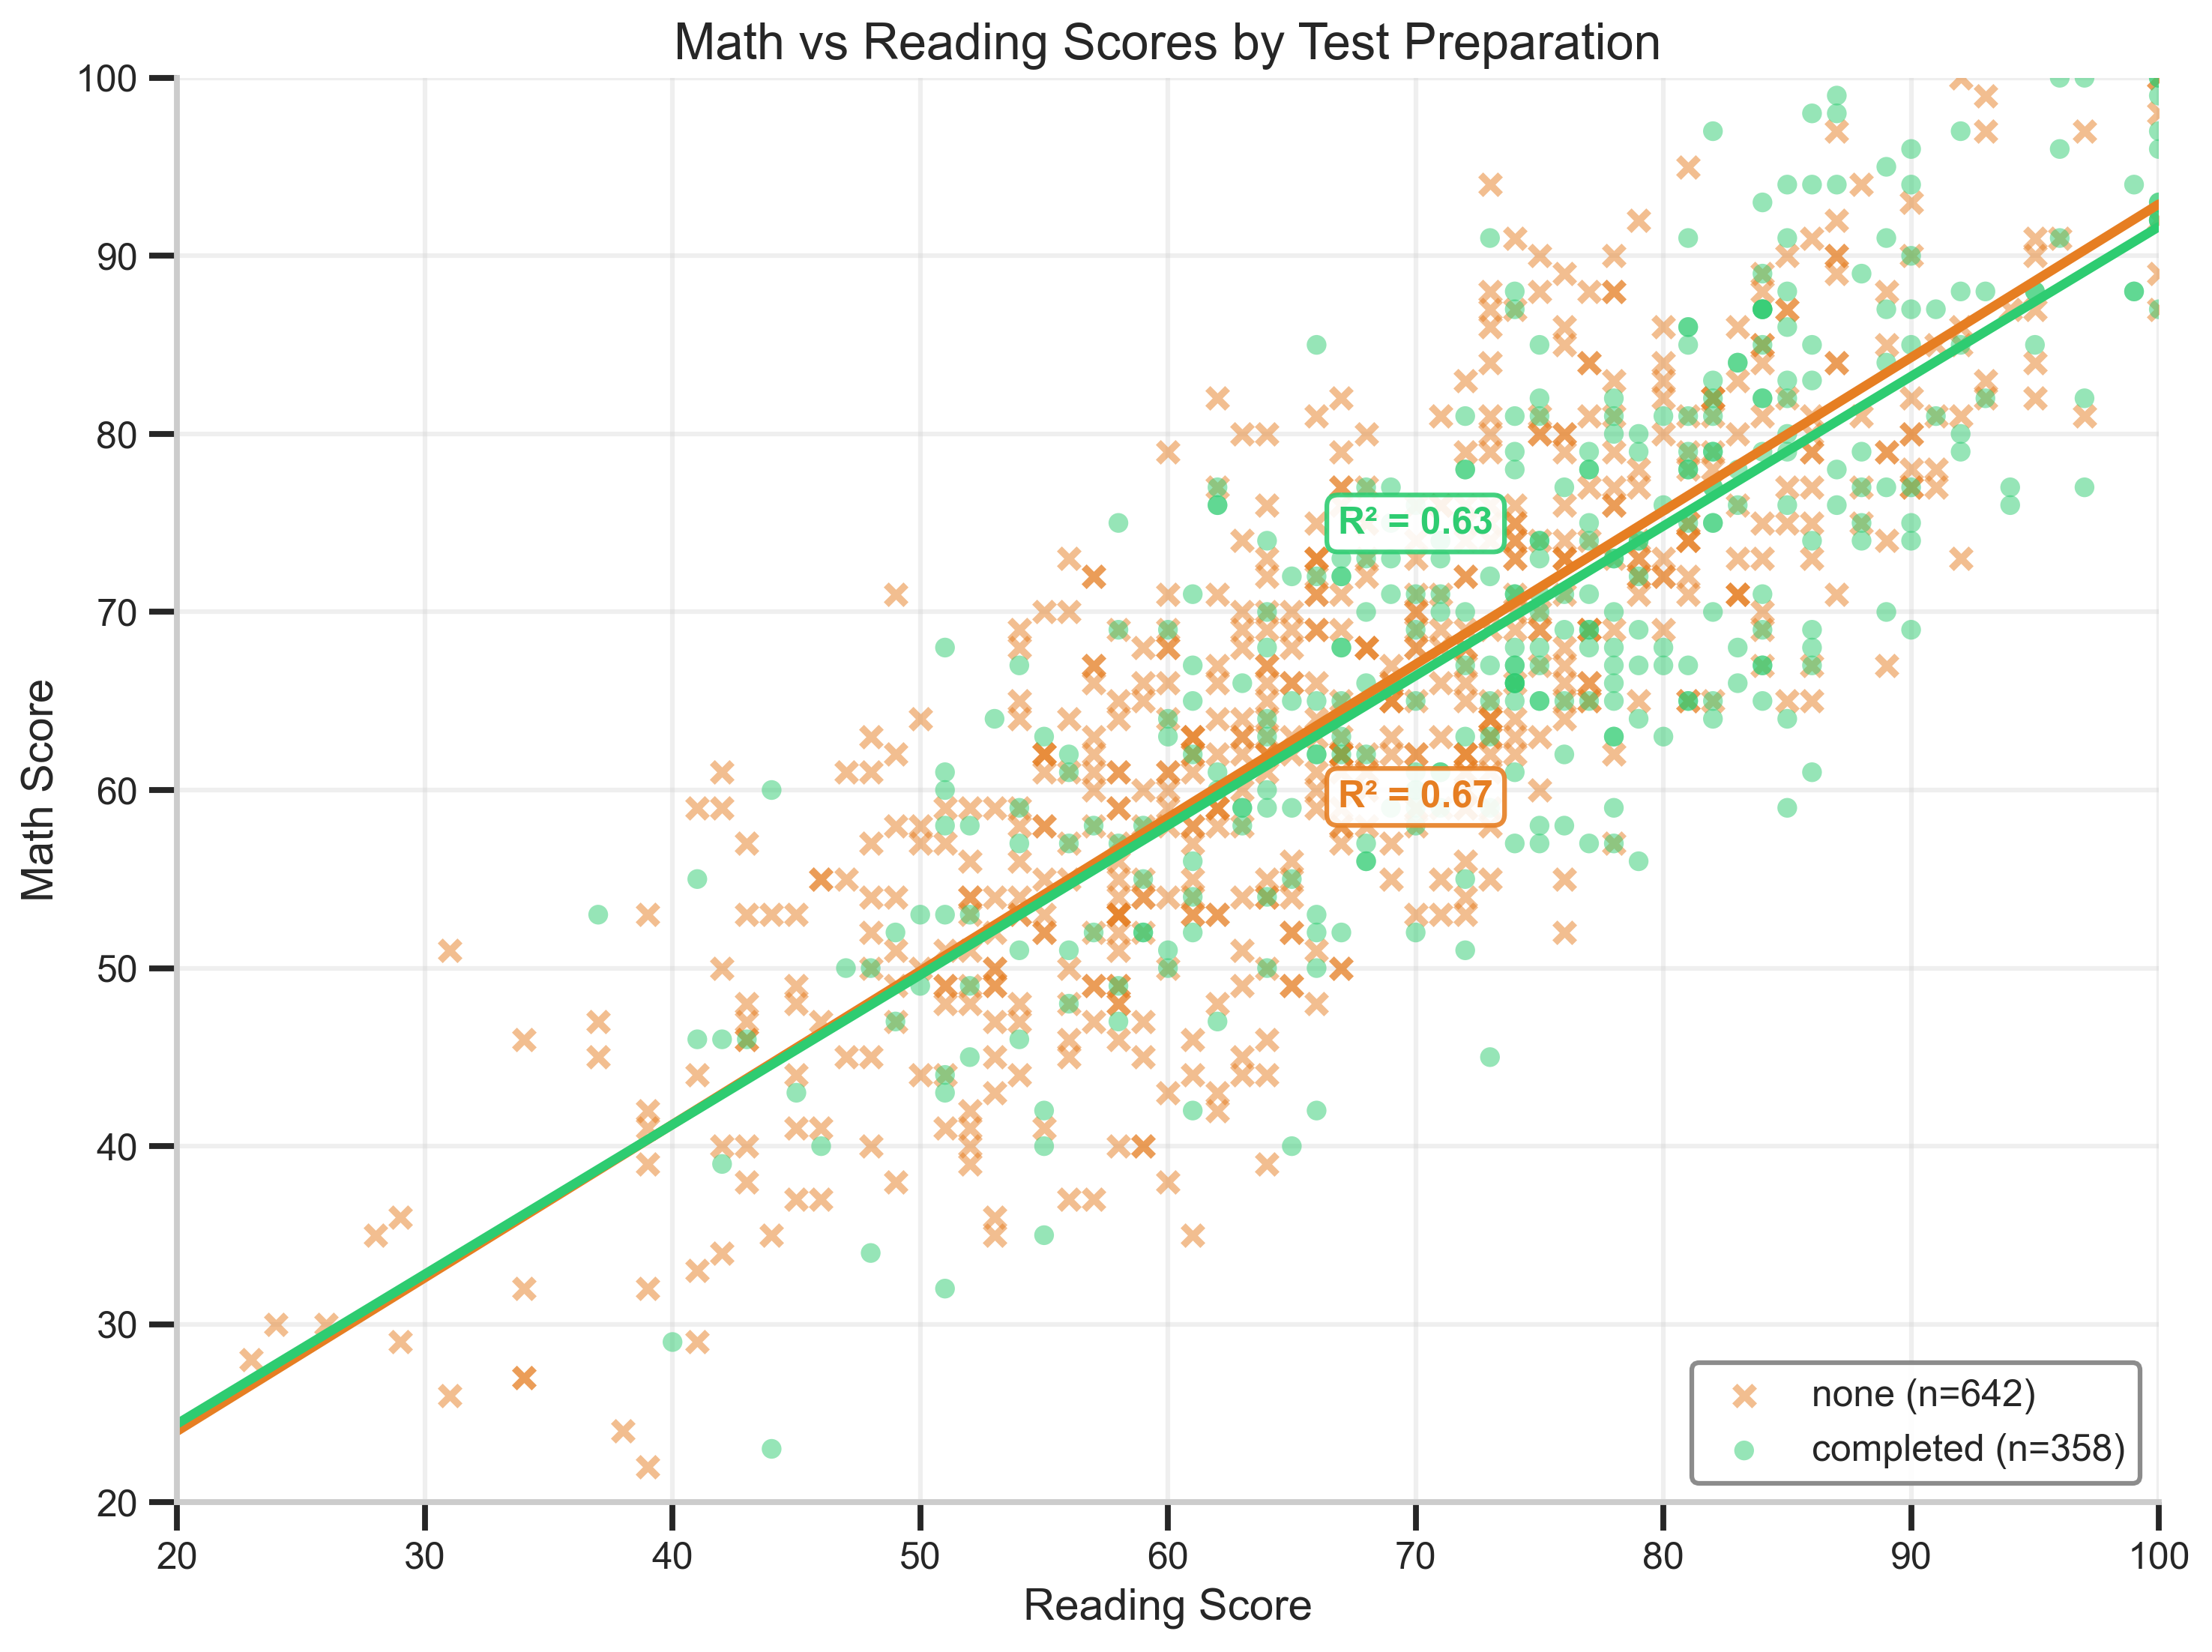 Math vs Reading Scores by Test Preparation
100
90
80
70
60
50
40
30
20
Math Score
R² = 0.63
R² = 0.67
none (n=642)
completed (n=358)
20 30 40 50 60 70 80 90 100
Reading Score